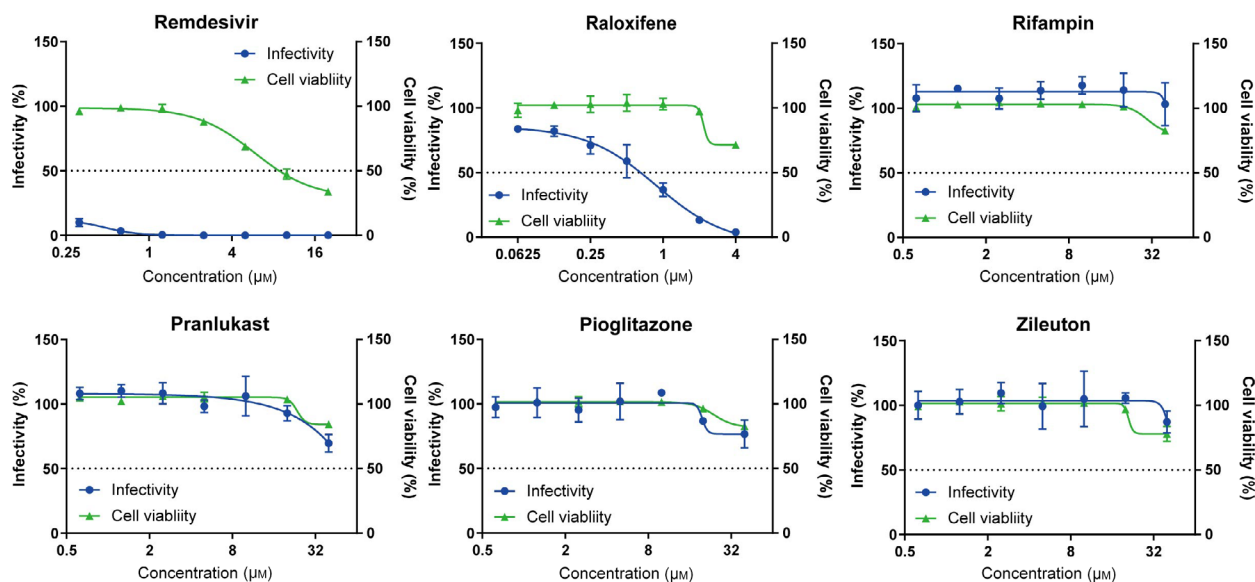 Remdesivir
150
100
50
0
150
100
50
0
Infectivity (%)
Cell viability (%)
Infectivity
Cell viabliity
0.25 1 4 16
Concentration (µM)
Raloxifene
150
100
50
0
150
100
50
0
Infectivity (%)
Cell viability (%)
Infectivity
Cell viabliity
0.0625 0.25 1 4
Concentration (µM)
Rifampin
150
100
50
0
150
100
50
0
Infectivity (%)
Cell viability (%)
Infectivity
Cell viabliity
0.5 2 8 32
Concentration (µM)
Pranlukast
150
100
50
0
150
100
50
0
Infectivity (%)
Cell viability (%)
Infectivity
Cell viabliity
0.5 2 8 32
Concentration (µM)
Pioglitazone
150
100
50
0
150
100
50
0
Infectivity (%)
Cell viability (%)
Infectivity
Cell viabliity
0.5 2 8 32
Concentration (µM)
Zileuton
150
100
50
0
150
100
50
0
Infectivity (%)
Cell viability (%)
Infectivity
Cell viabliity
0.5 2 8 32
Concentration (µM)